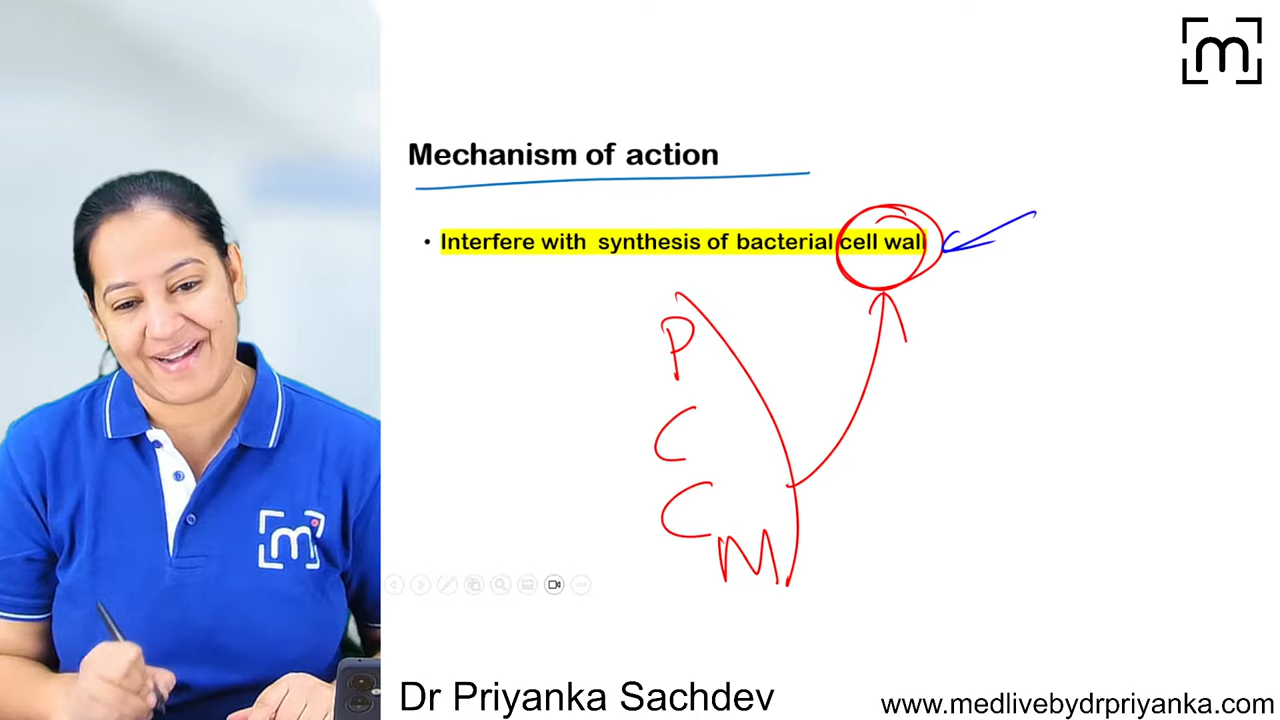 m
Mechanism of action
• Interfere with synthesis of bacterial cell wall
P
C
C
M
m
Dr Priyanka Sachdev
www.medlivebydrpriyanka.com